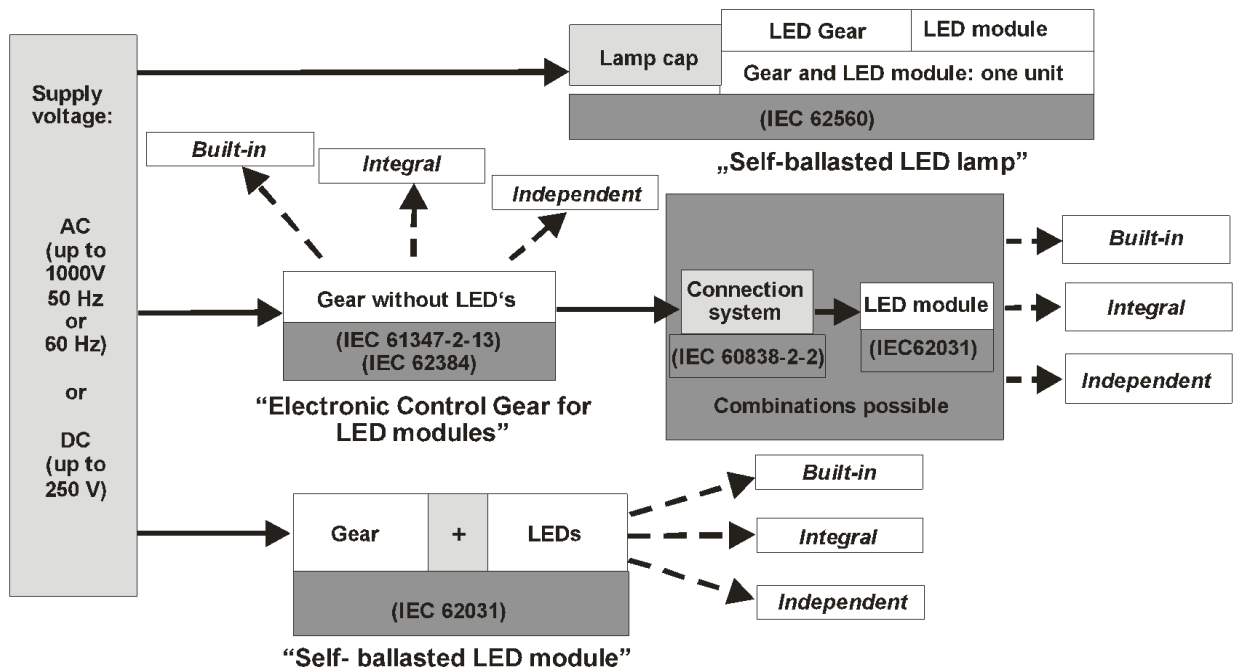 Supply
voltage:
AC
(up to
1000V
50 Hz
or
60 Hz)
or
DC
(up to
250 V)
LED Gear
LED module
Lamp cap
Gear and LED module: one unit
(IEC 62560)
„Self-ballasted LED lamp”
Built-in
Integral
Independent
Gear without LED‘s
(IEC 61347-2-13)
(IEC 62384)
“Electronic Control Gear for
LED modules”
Connection
system
(IEC 60838-2-2)
LED module
(IEC62031)
Combinations possible
Built-in
Integral
Independent
Gear
+
LEDs
(IEC 62031)
“Self- ballasted LED module”
Built-in
Integral
Independent